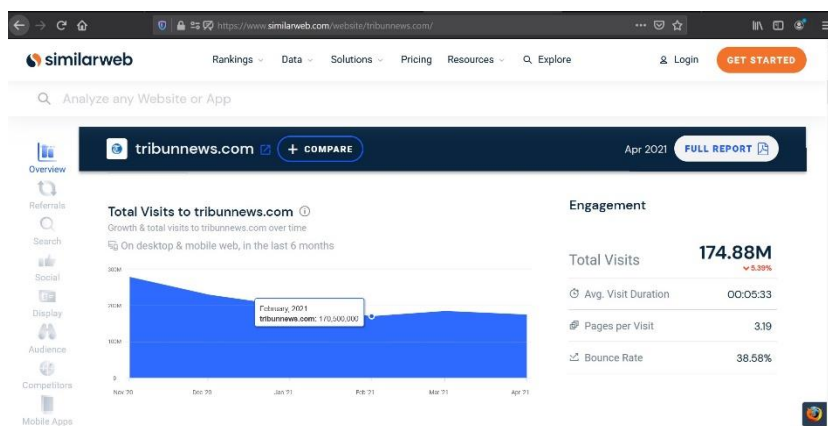 https://www.similarweb.com/website/tribunnews.com/
similarweb
Rankings Data Solutions Pricing Resources Explore Login GET STARTED
Analyze any Website or App
tribunnews.com + COMPARE Apr 2021 FULL REPORT
Overview
Referrals
Search
Social
Display
Audience
Competitors
Mobile Apps
Total Visits to tribunnews.com
Growth & total visits to tribunnews.com over time
On desktop & mobile web, in the last 6 months
300M
200M
100M
0
February, 2021
tribunnews.com: 170,500,000
Nov '20 Dec '20 Jan '21 Feb '21 Mar '21 Apr '21
Engagement
Total Visits 174.88M
5.39%
Avg. Visit Duration 00:05:33
Pages per Visit 3.19
Bounce Rate 38.58%